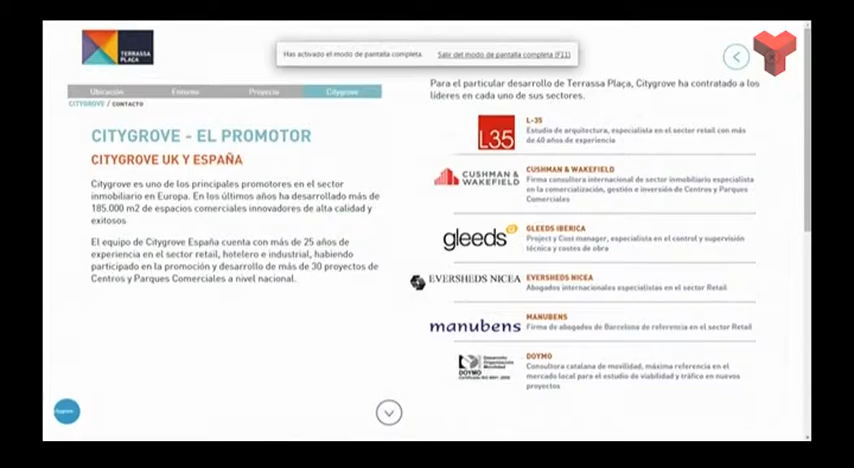 TERRASSA
PLAÇA
Has activado el modo de pantalla completa. Salir del modo de pantalla completa (F11)
Ubicación Entorno Proyecto Citygrove
CITYGROVE / CONTACTO
CITYGROVE - EL PROMOTOR
CITYGROVE UK Y ESPAÑA
Citygrove es uno de los principales promotores en el sector
inmobiliario en Europa. En los últimos años ha desarrollado más de
185.000 m2 de espacios comerciales innovadores de alta calidad y
exitosos
El equipo de Citygrove España cuenta con más de 25 años de
experiencia en el sector retail, hotelero e industrial, habiendo
participado en la promoción y desarrollo de más de 30 proyectos de
Centros y Parques Comerciales a nivel nacional.
Para el particular desarrollo de Terrassa Plaça, Citygrove ha contratado a los
líderes en cada uno de sus sectores.
L35
L-35
Estudio de arquitectura, especialista en el sector retail con más
de 40 años de experiencia
CUSHMAN &
WAKEFIELD
CUSHMAN & WAKEFIELD
Firma consultora internacional de sector inmobiliario especialista
en la comercialización, gestión e inversión de Centros y Parques
Comerciales
gleeds
GLEEDS IBERICA
Project y Cost manager, especialista en el control y supervisión
técnica y costes de obra
EVERSHEDS NICEA
EVERSHEDS NICEA
Abogados internacionales especialistas en el sector Retail
manubens
MANUBENS
Firma de abogados de Barcelona de referencia en el sector Retail
Desarrollo
Organización
Movilidad
DOYMO
DOYMO
Consultora catalana de movilidad, máxima referencia en el
mercado local para el estudio de viabilidad y tráfico en nuevos
proyectos